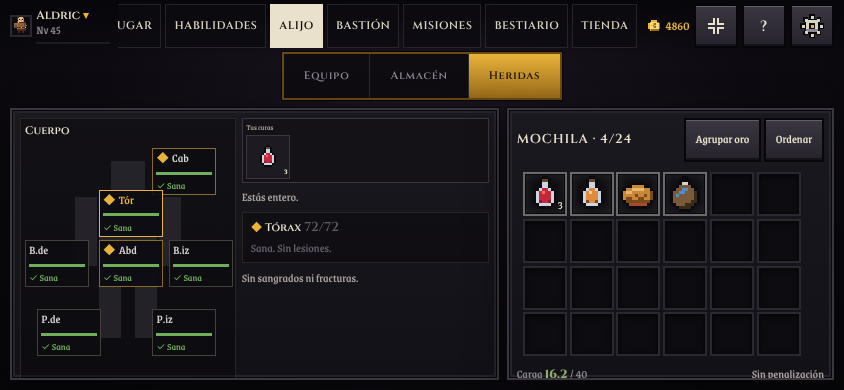 ALDRIC ▼
Nv 45
UGAR
HABILIDADES
ALIJO
BASTIÓN
MISIONES
BESTIARIO
TIENDA
4860
?
EQUIPO
ALMACÉN
HERIDAS
CUERPO
Cab
✓ Sana
Tór
✓ Sana
B.de
✓ Sana
Abd
✓ Sana
B.iz
✓ Sana
P.de
✓ Sana
P.iz
✓ Sana
Tus curas
3
Estás entero.
TÓRAX 72/72
Sana. Sin lesiones.
Sin sangrados ni fracturas.
MOCHILA · 4/24
Agrupar oro
Ordenar
3
Carga 16.2 / 40
Sin penalización